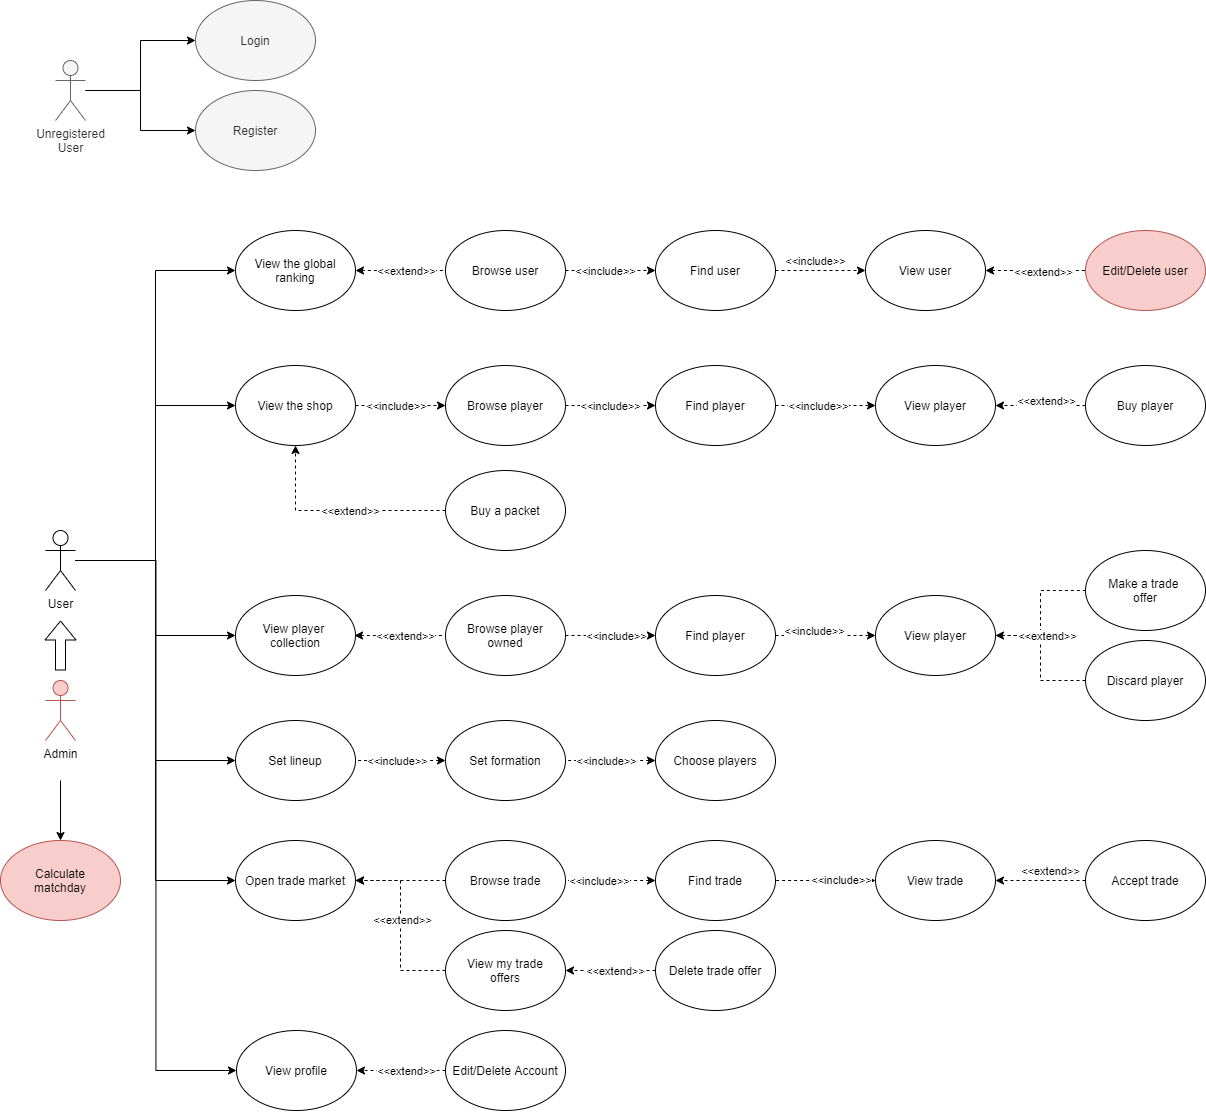 Login
Unregistered
User
Register
View the global
ranking
<<extend>>
Browse user
<<include>>
Find user
<<include>>
View user
<<extend>>
Edit/Delete user
View the shop
<<include>>
Browse player
<<include>>
Find player
<<include>>
View player
<<extend>>
Buy player
<<extend>>
Buy a packet
User
View player
collection
<<extend>>
Browse player
owned
<<include>>
Find player
<<include>>
View player
<<extend>>
Make a trade
offer
Discard player
Admin
Set lineup
<<include>>
Set formation
<<include>>
Choose players
Calculate
matchday
Open trade market
Browse trade
<<include>>
Find trade
<<include>>
View trade
<<extend>>
Accept trade
<<extend>>
View my trade
offers
<<extend>>
Delete trade offer
View profile
<<extend>>
Edit/Delete Account